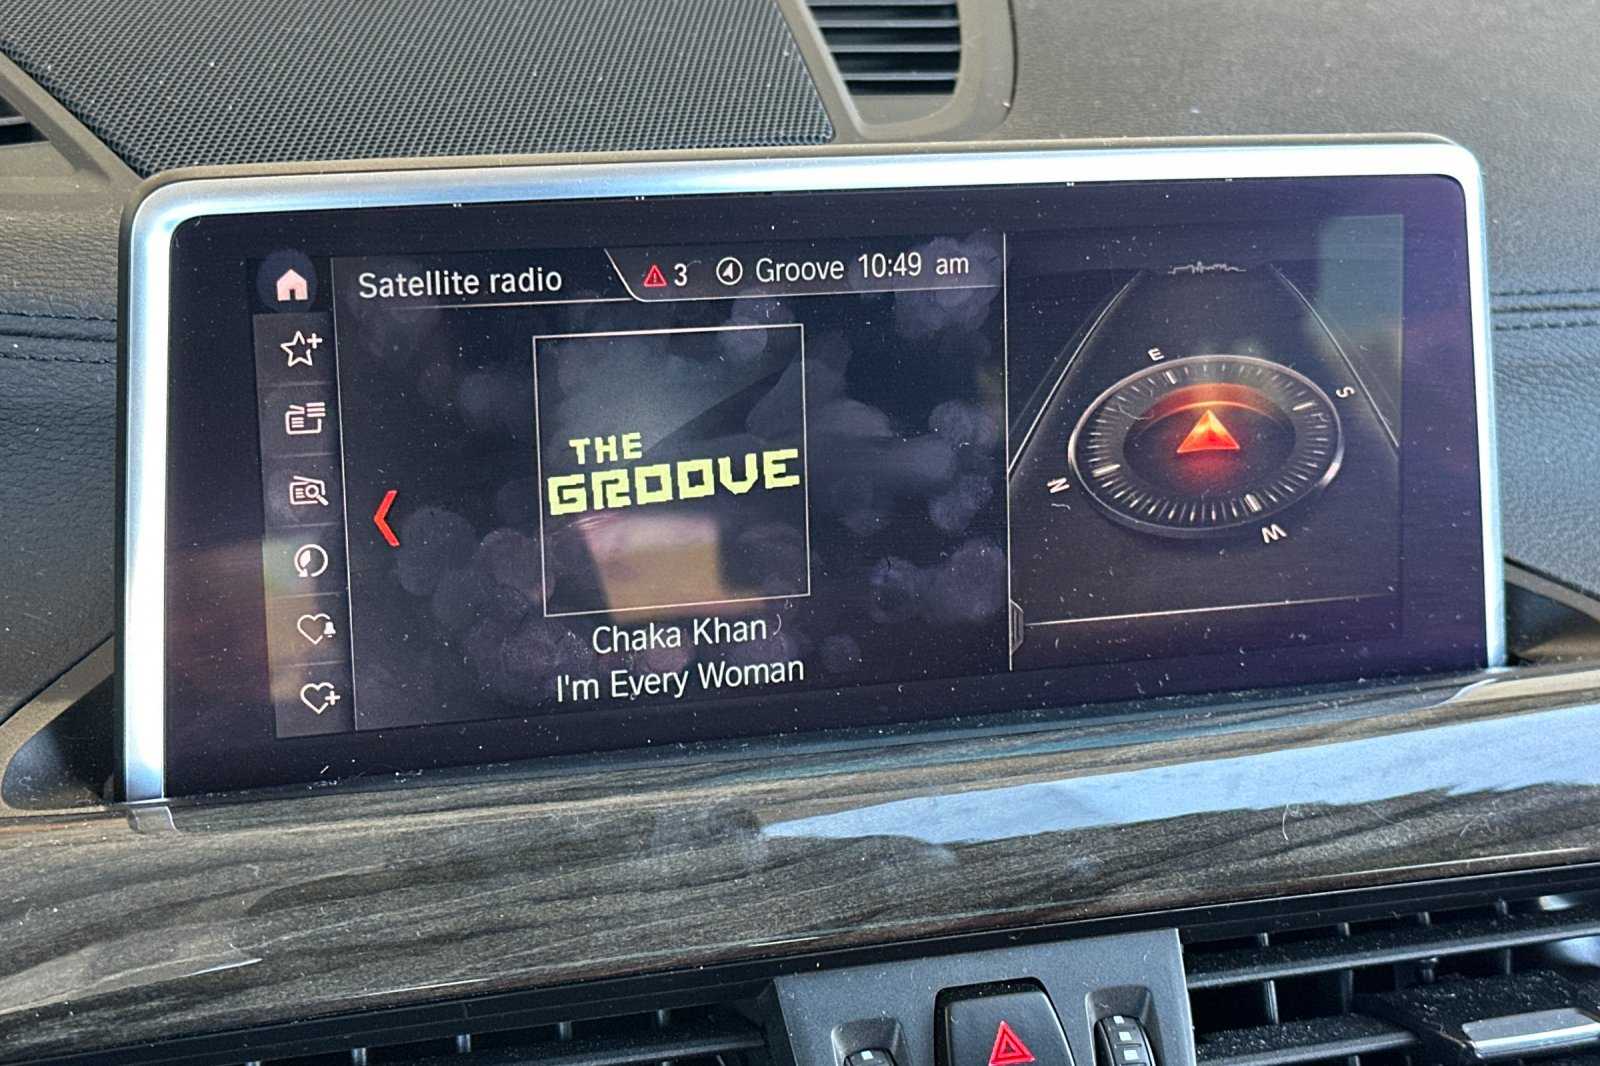 Satellite radio
3 Groove 10:49 am
THE
GROOVE
Chaka Khan
I'm Every Woman
E
S
N
W